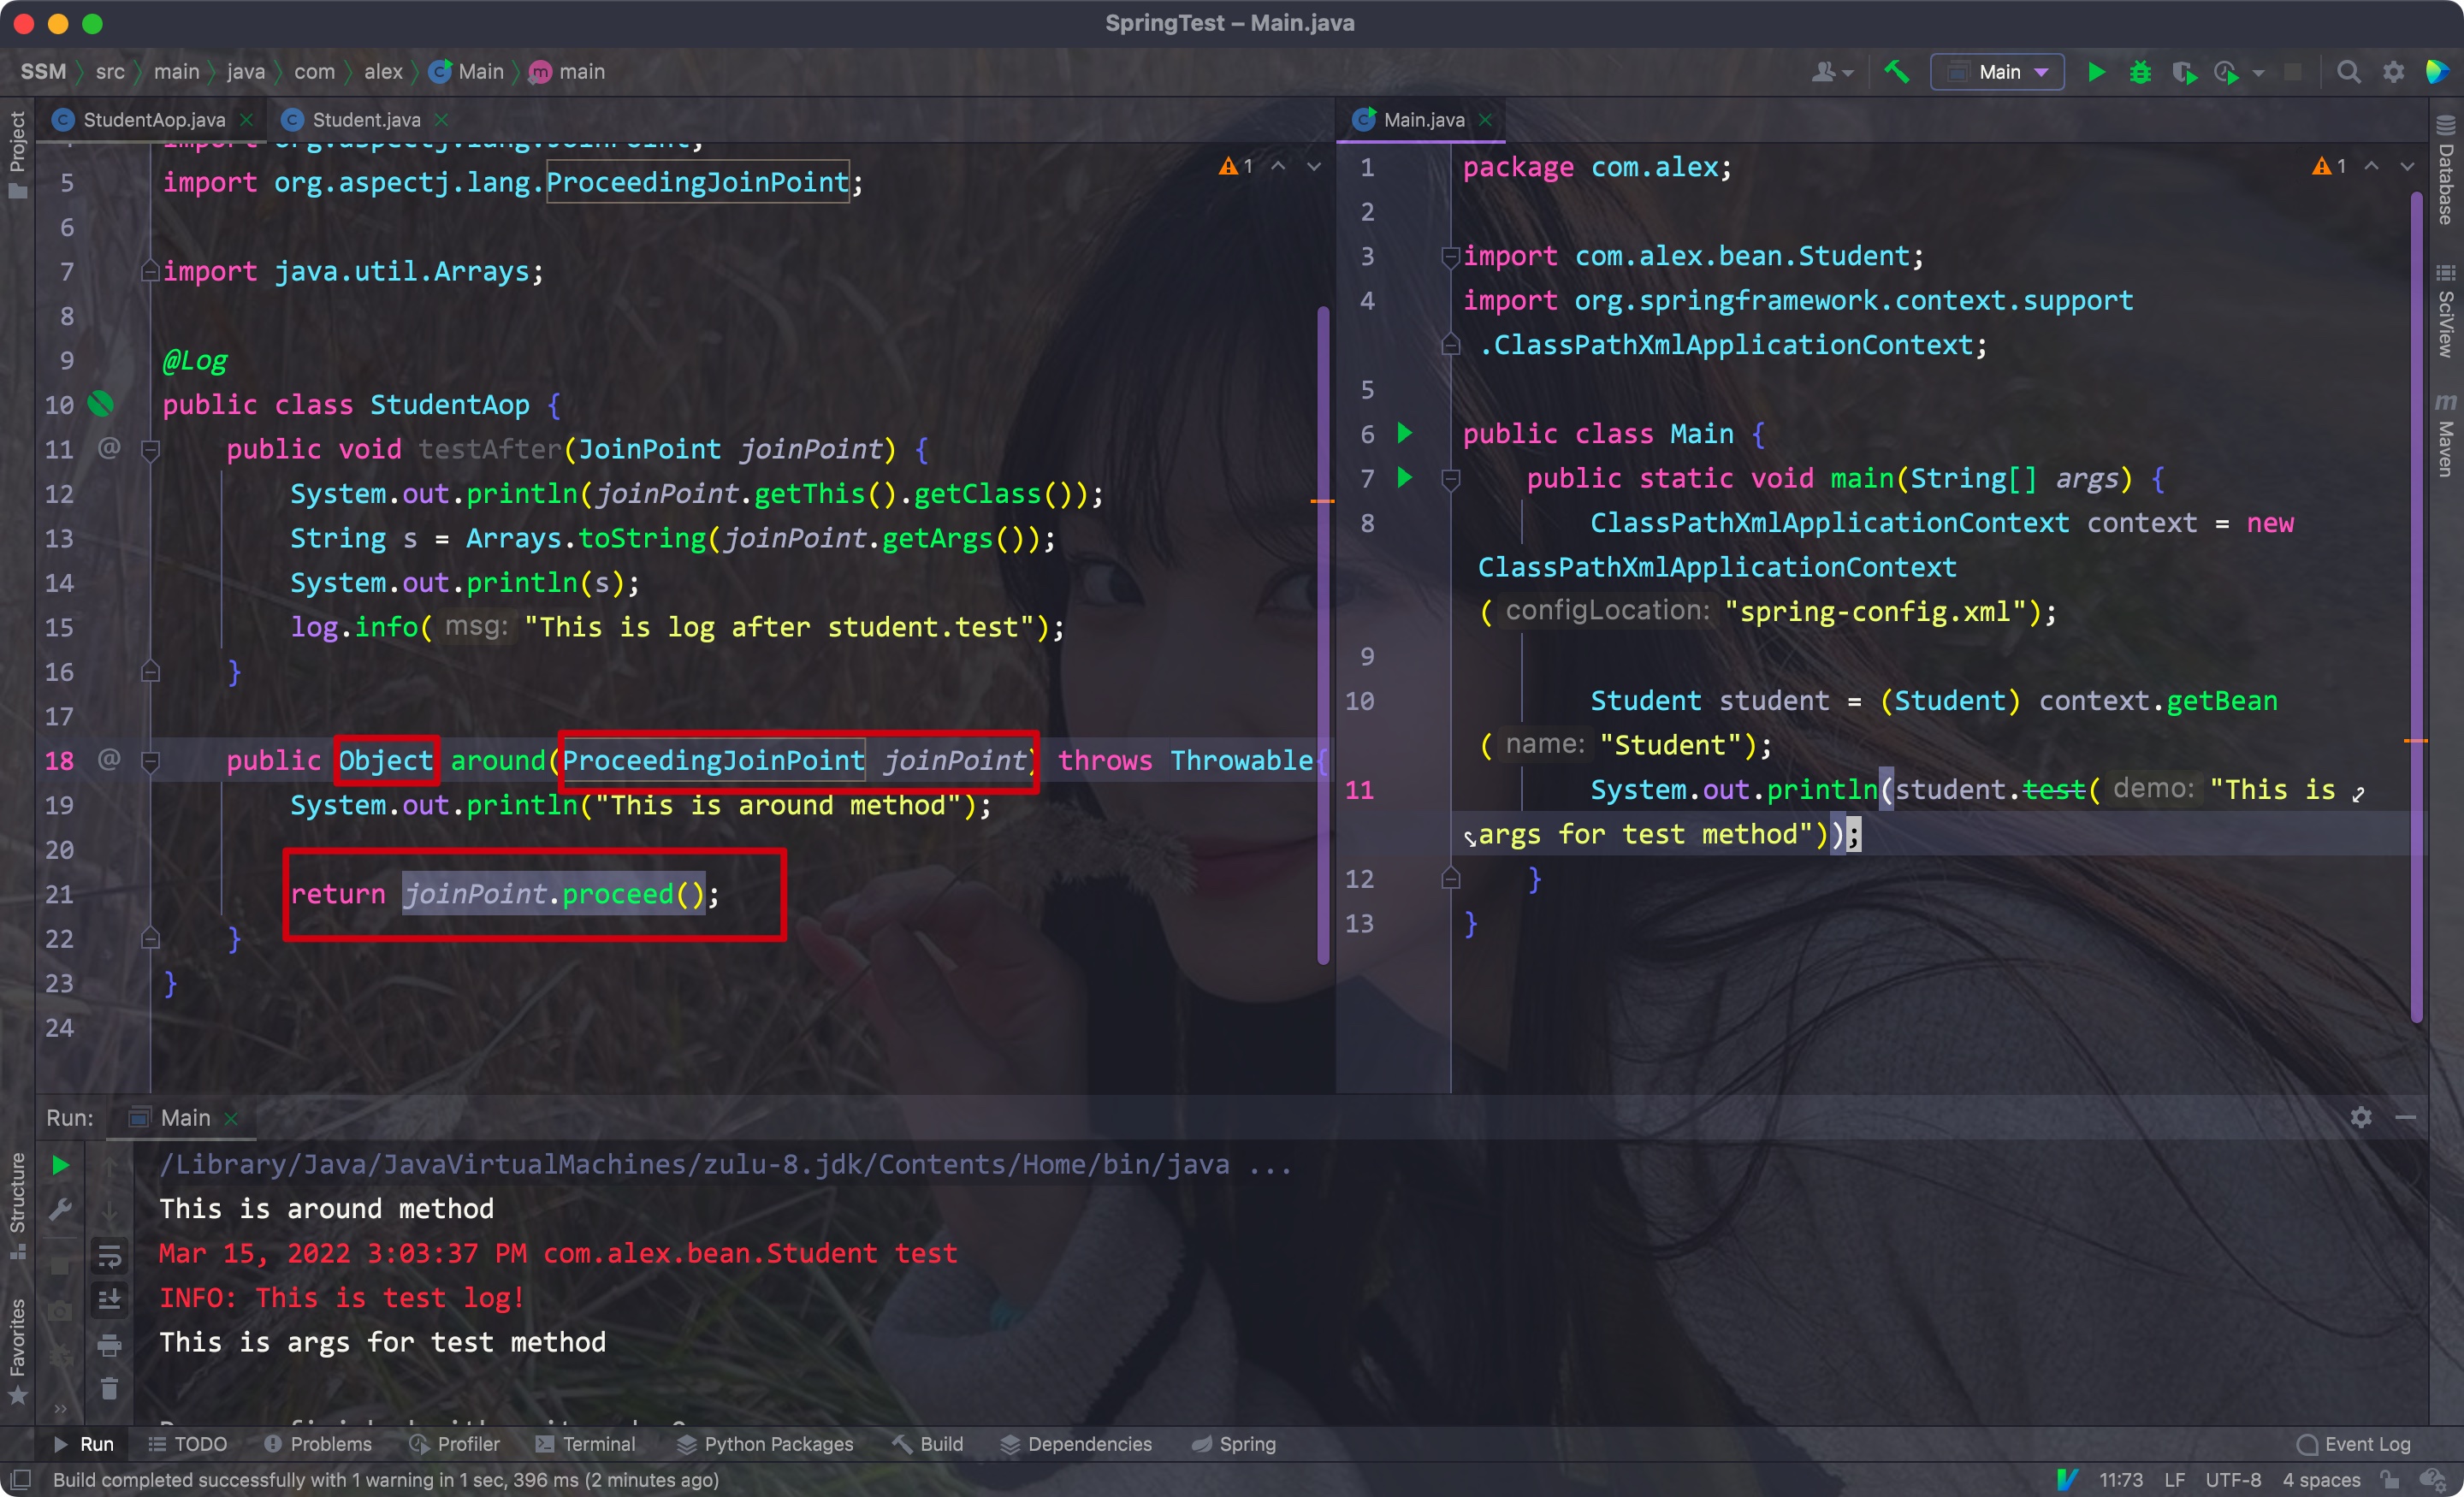 SpringTest – Main.java
SSM src main java com alex Main main
Main
Project
StudentAop.java
Student.java
import org.aspectj.lang.JoinPoint;
1
5 import org.aspectj.lang.ProceedingJoinPoint;
6
7 import java.util.Arrays;
8
9 @Log
10 public class StudentAop {
11 @ public void testAfter(JoinPoint joinPoint) {
12 System.out.println(joinPoint.getThis().getClass());
13 String s = Arrays.toString(joinPoint.getArgs());
14 System.out.println(s);
15 log.info( msg: "This is log after student.test");
16 }
17
18 @ public Object around(ProceedingJoinPoint joinPoint) throws Throwable{
19 System.out.println("This is around method");
20
21 return joinPoint.proceed();
22 }
23 }
24
Main.java
1
1 package com.alex;
2
3 import com.alex.bean.Student;
4 import org.springframework.context.support
.ClassPathXmlApplicationContext;
5
6 public class Main {
7 public static void main(String[] args) {
8 ClassPathXmlApplicationContext context = new
ClassPathXmlApplicationContext
( configLocation: "spring-config.xml");
9
10 Student student = (Student) context.getBean
( name: "Student");
11 System.out.println(student.test( demo: "This is
args for test method"));
12 }
13 }
Database
SciView
m Maven
Run: Main
/Library/Java/JavaVirtualMachines/zulu-8.jdk/Contents/Home/bin/java ...
This is around method
Mar 15, 2022 3:03:37 PM com.alex.bean.Student test
INFO: This is test log!
This is args for test method
Structure
Favorites
Run TODO Problems Profiler Terminal Python Packages Build Dependencies Spring Event Log
Build completed successfully with 1 warning in 1 sec, 396 ms (2 minutes ago)
11:73 LF UTF-8 4 spaces